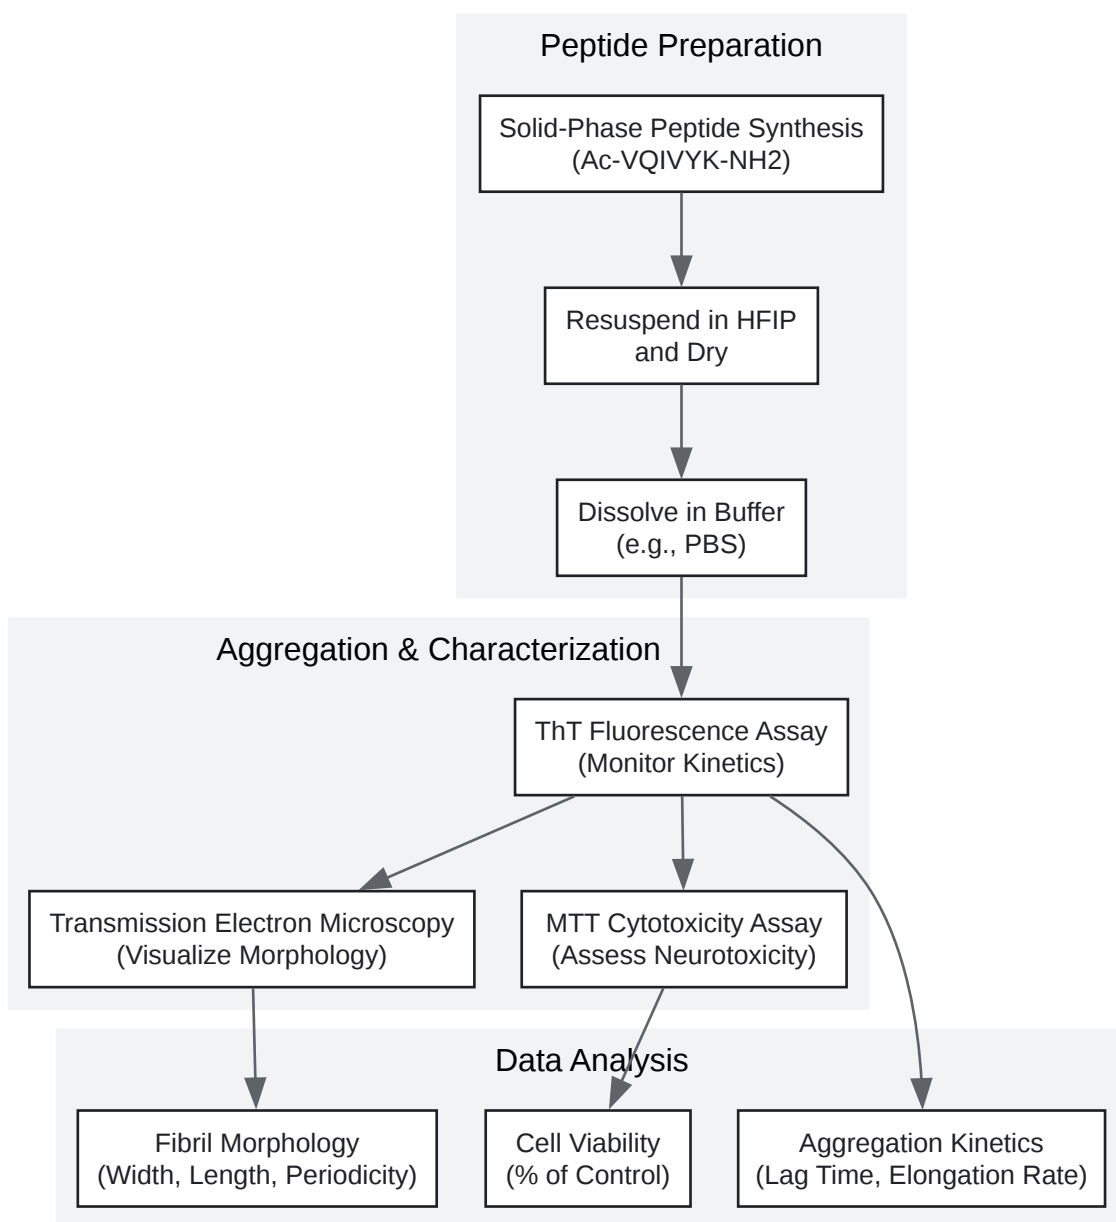 Peptide Preparation
Solid-Phase Peptide Synthesis
(Ac-VQIVYK-NH2)
Resuspend in HFIP
and Dry
Dissolve in Buffer
(e.g., PBS)
Aggregation & Characterization
ThT Fluorescence Assay
(Monitor Kinetics)
Transmission Electron Microscopy
(Visualize Morphology)
MTT Cytotoxicity Assay
(Assess Neurotoxicity)
Data Analysis
Fibril Morphology
(Width, Length, Periodicity)
Cell Viability
(% of Control)
Aggregation Kinetics
(Lag Time, Elongation Rate)